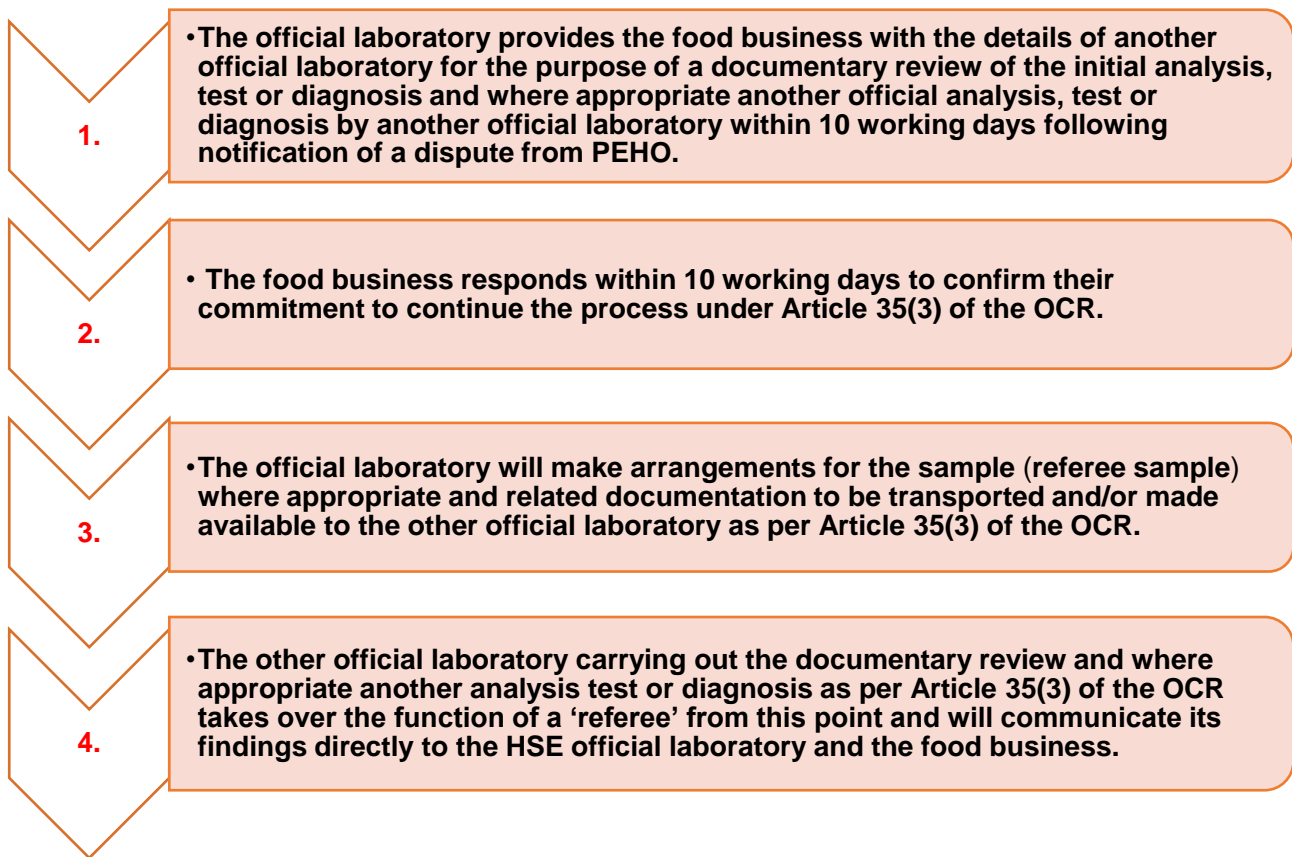 1.
•The official laboratory provides the food business with the details of another
official laboratory for the purpose of a documentary review of the initial analysis,
test or diagnosis and where appropriate another official analysis, test or
diagnosis by another official laboratory within 10 working days following
notification of a dispute from PEHO.
2.
• The food business responds within 10 working days to confirm their
commitment to continue the process under Article 35(3) of the OCR.
3.
•The official laboratory will make arrangements for the sample (referee sample)
where appropriate and related documentation to be transported and/or made
available to the other official laboratory as per Article 35(3) of the OCR.
4.
•The other official laboratory carrying out the documentary review and where
appropriate another analysis test or diagnosis as per Article 35(3) of the OCR
takes over the function of a ‘referee’ from this point and will communicate its
findings directly to the HSE official laboratory and the food business.